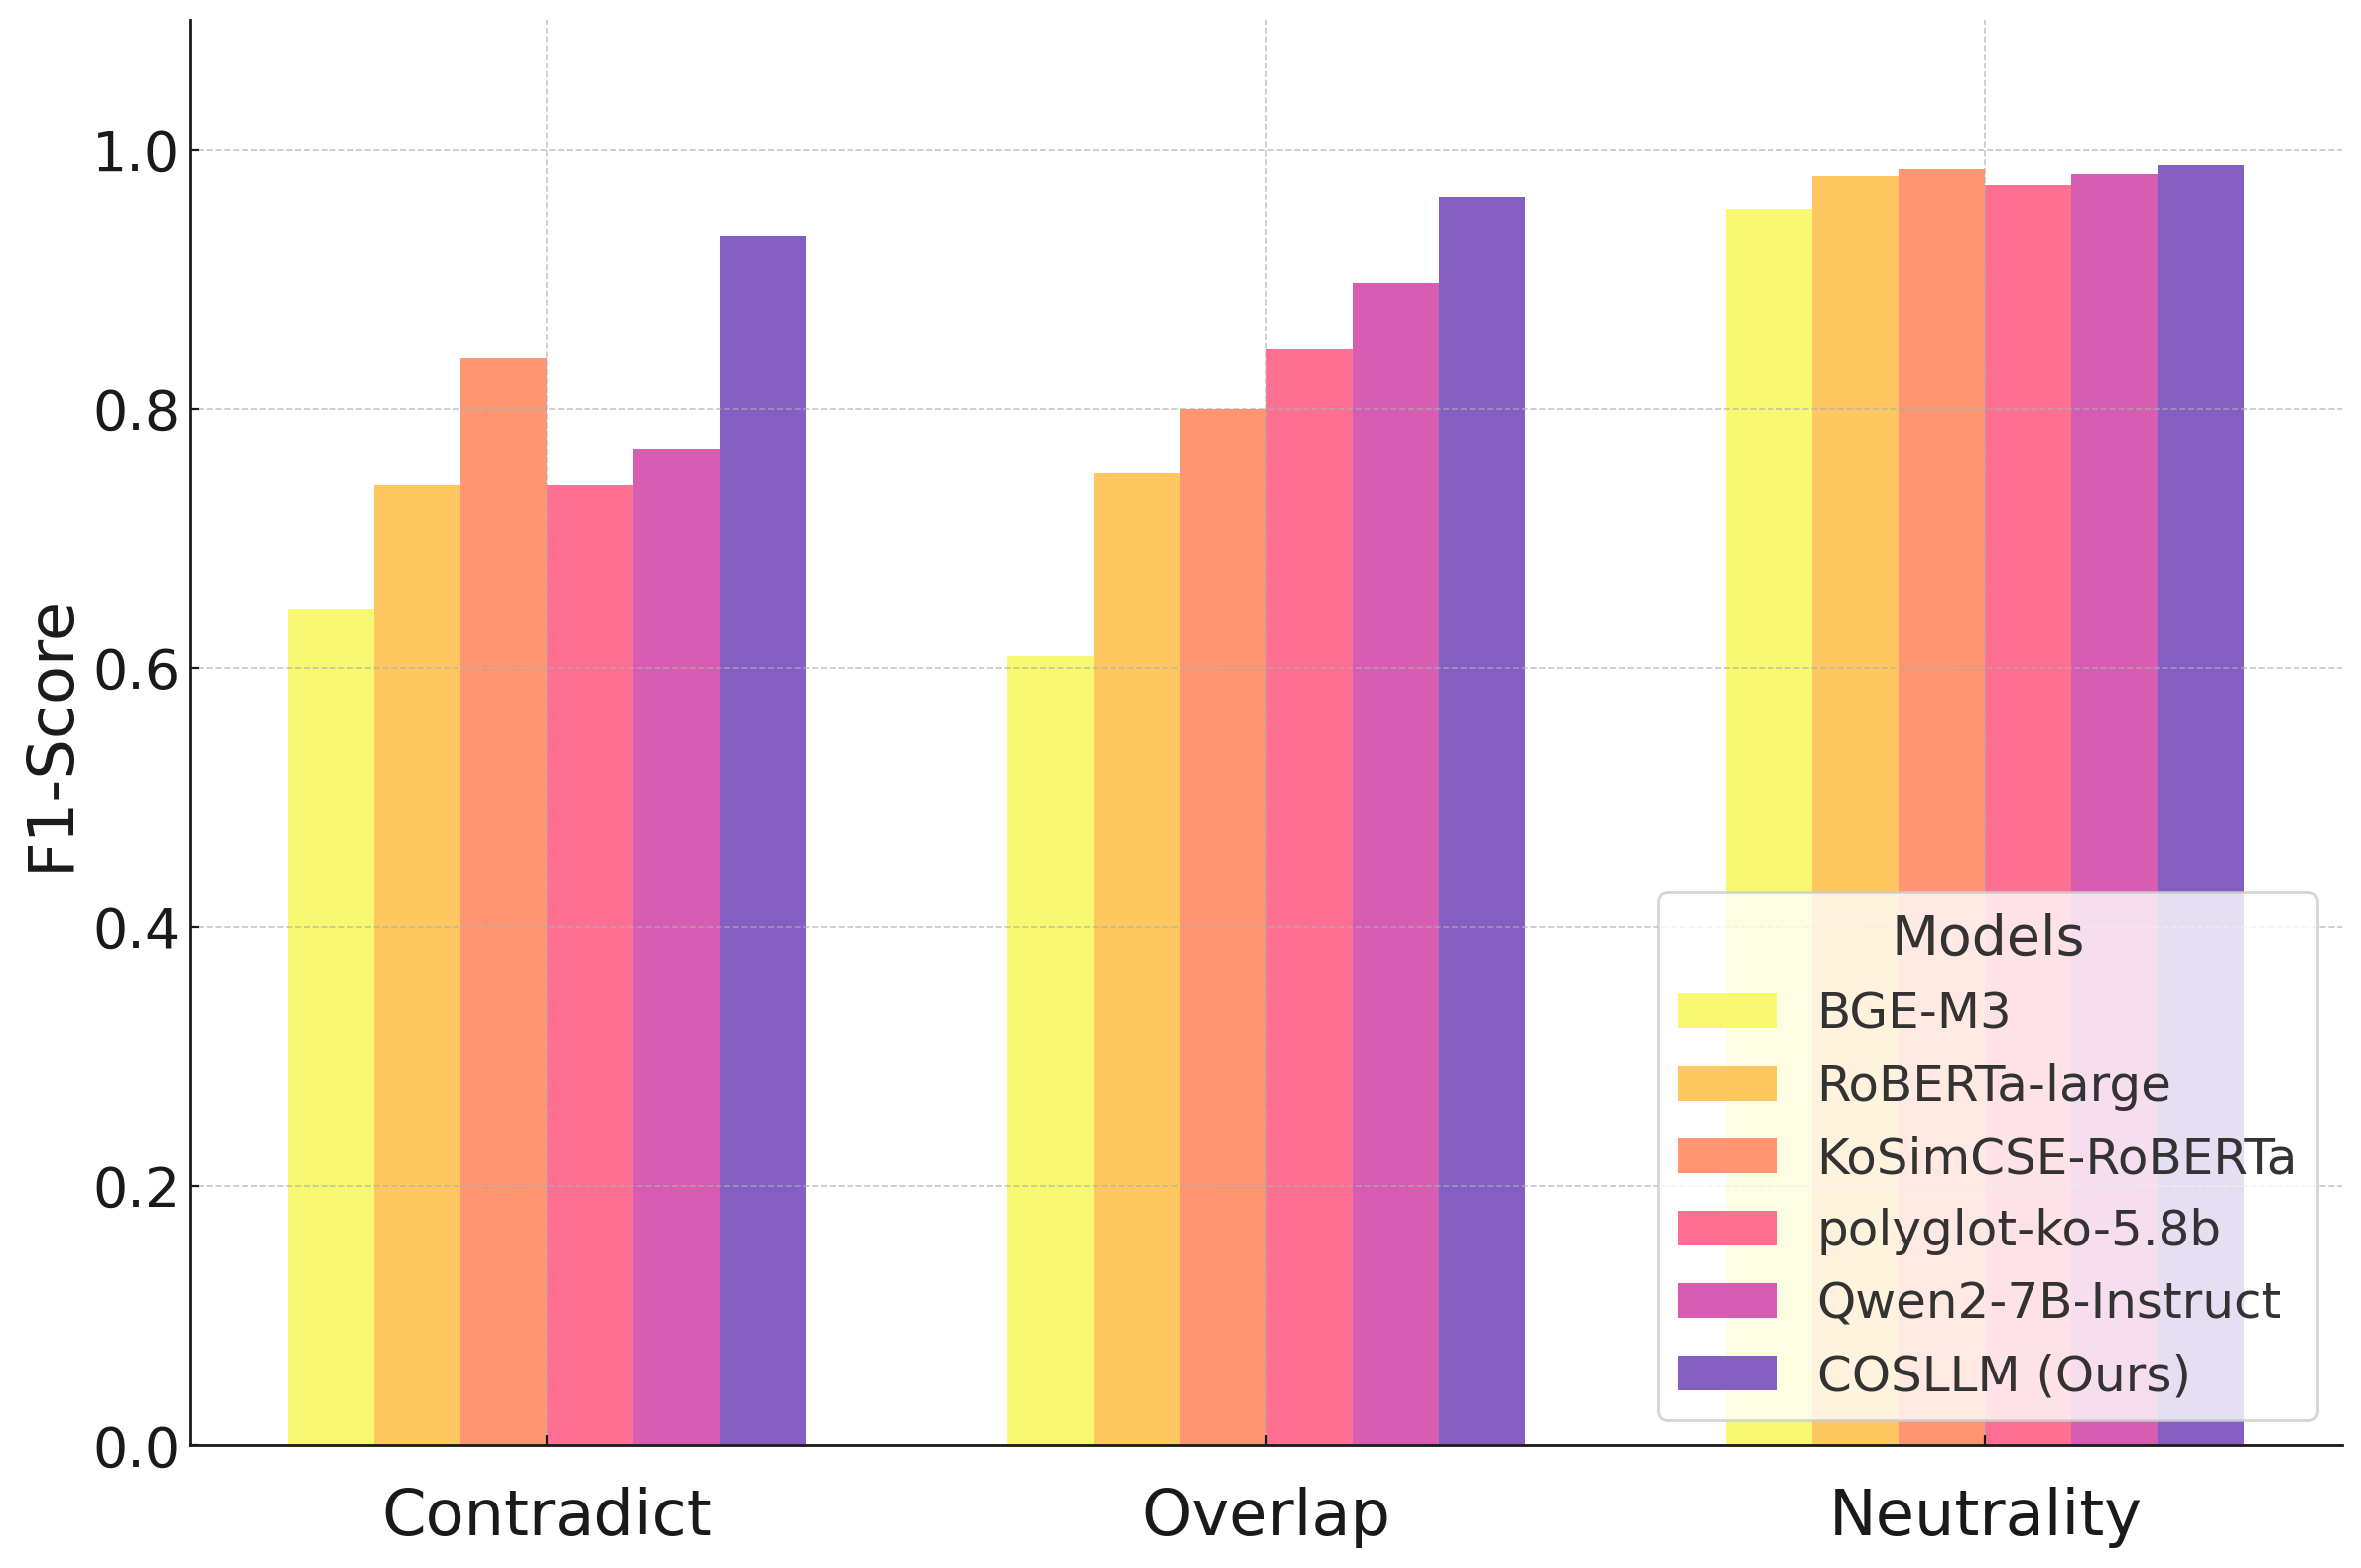 F1-Score
1.0
0.8
0.6
0.4
0.2
0.0
Contradict
Overlap
Neutrality
Models
BGE-M3
RoBERTa-large
KoSimCSE-RoBERTa
polyglot-ko-5.8b
Qwen2-7B-Instruct
COSLLM (Ours)